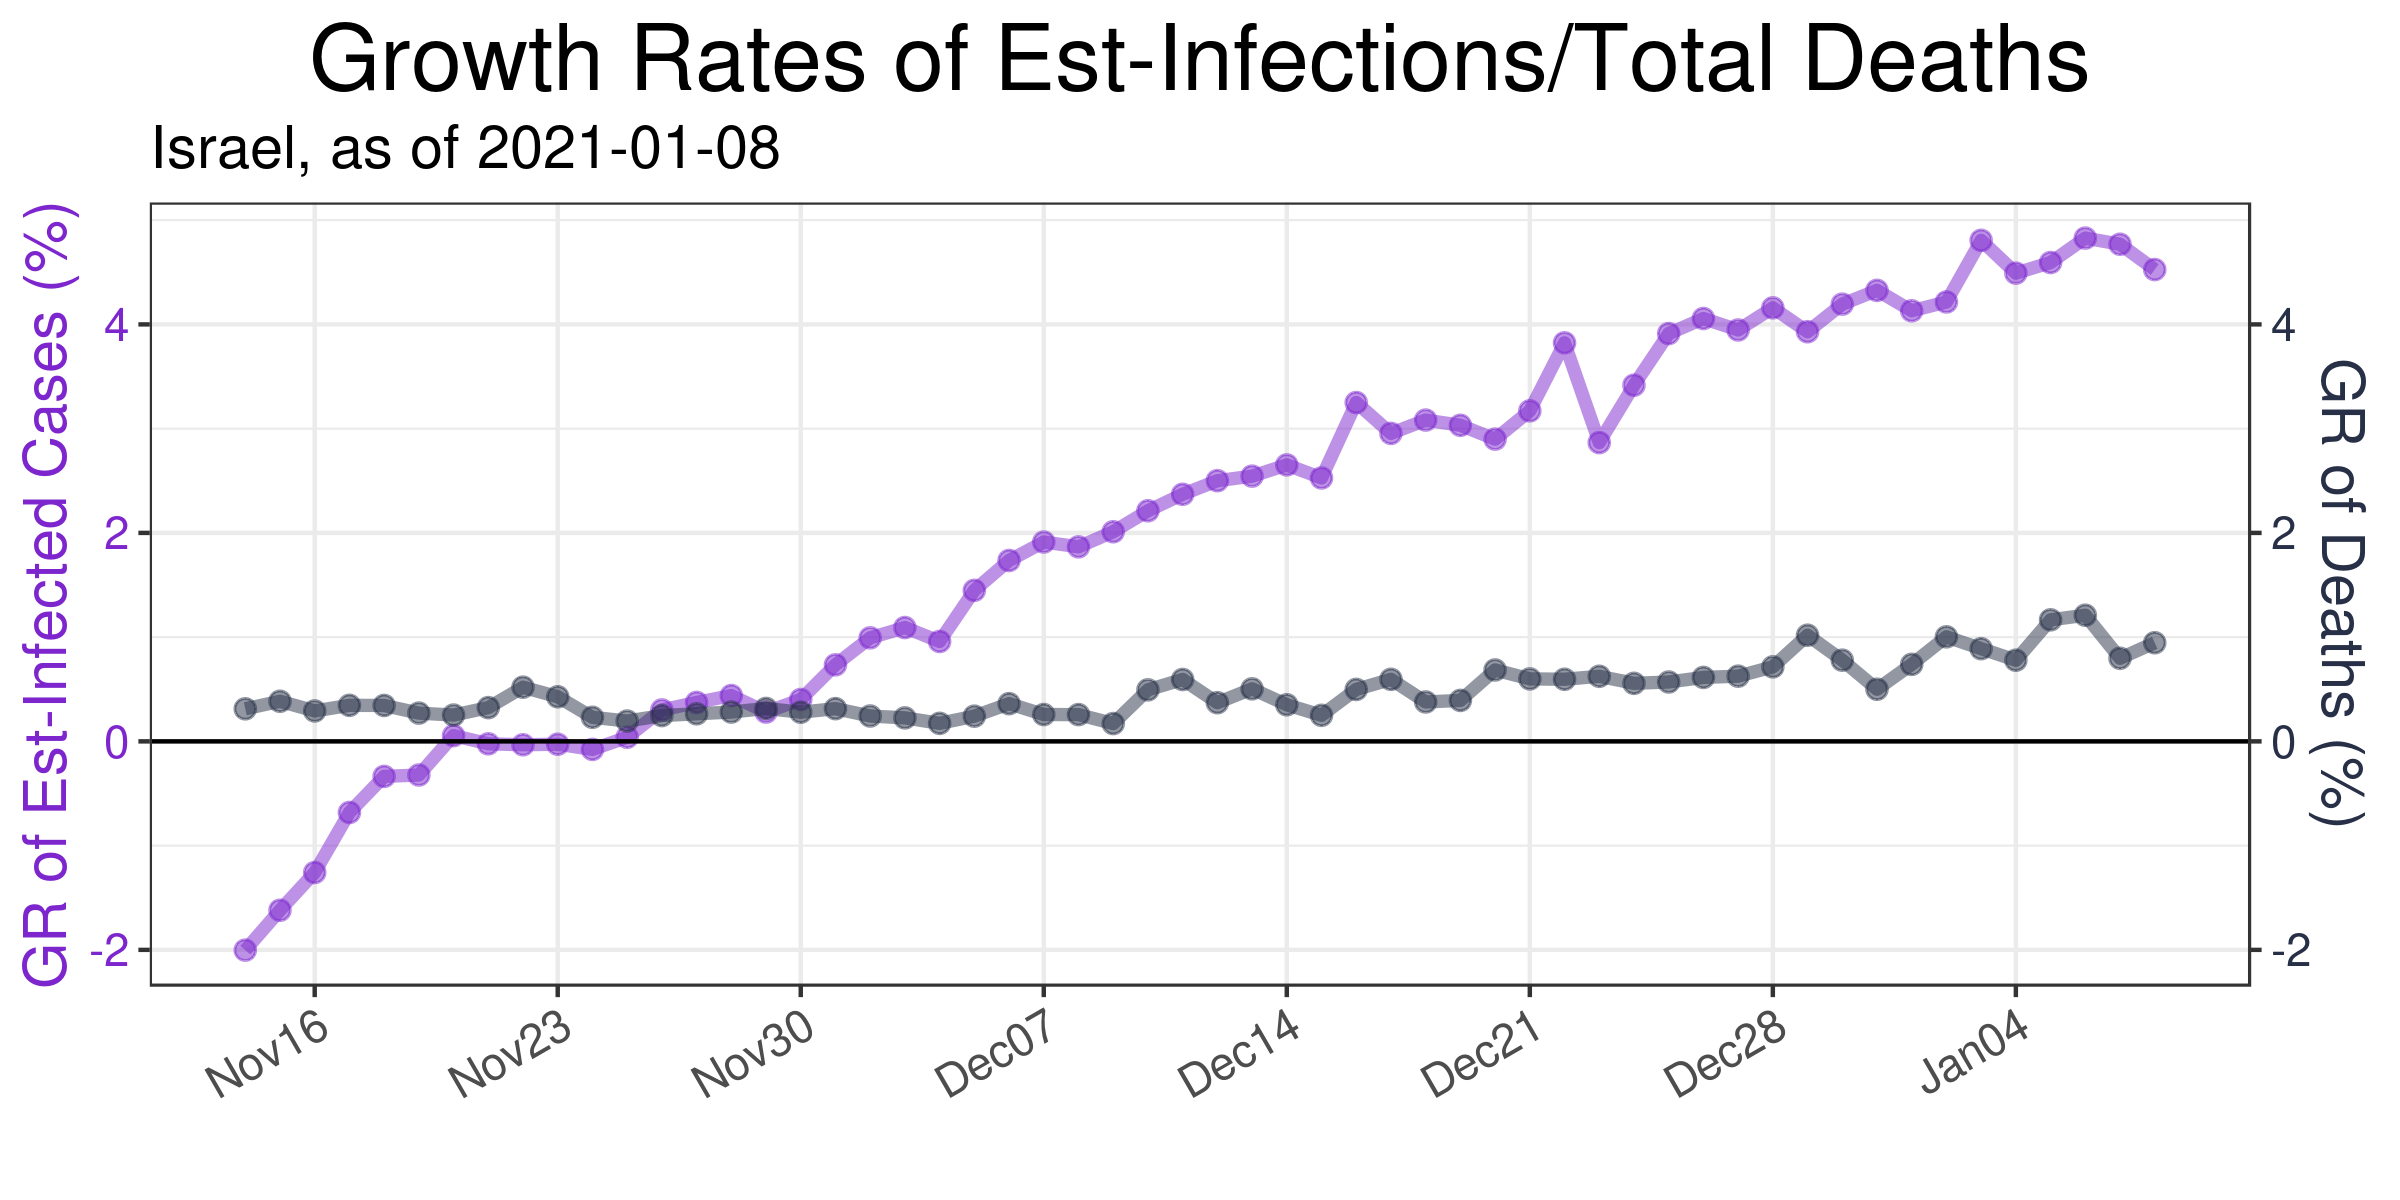 Growth Rates of Est-Infections/Total Deaths
Israel, as of 2021-01-08
GR of Est-Infected Cases (%)
4
2
0
-2
4
2
0
-2
GR of Deaths (%)
Nov16
Nov23
Nov30
Dec07
Dec14
Dec21
Dec28
Jan04